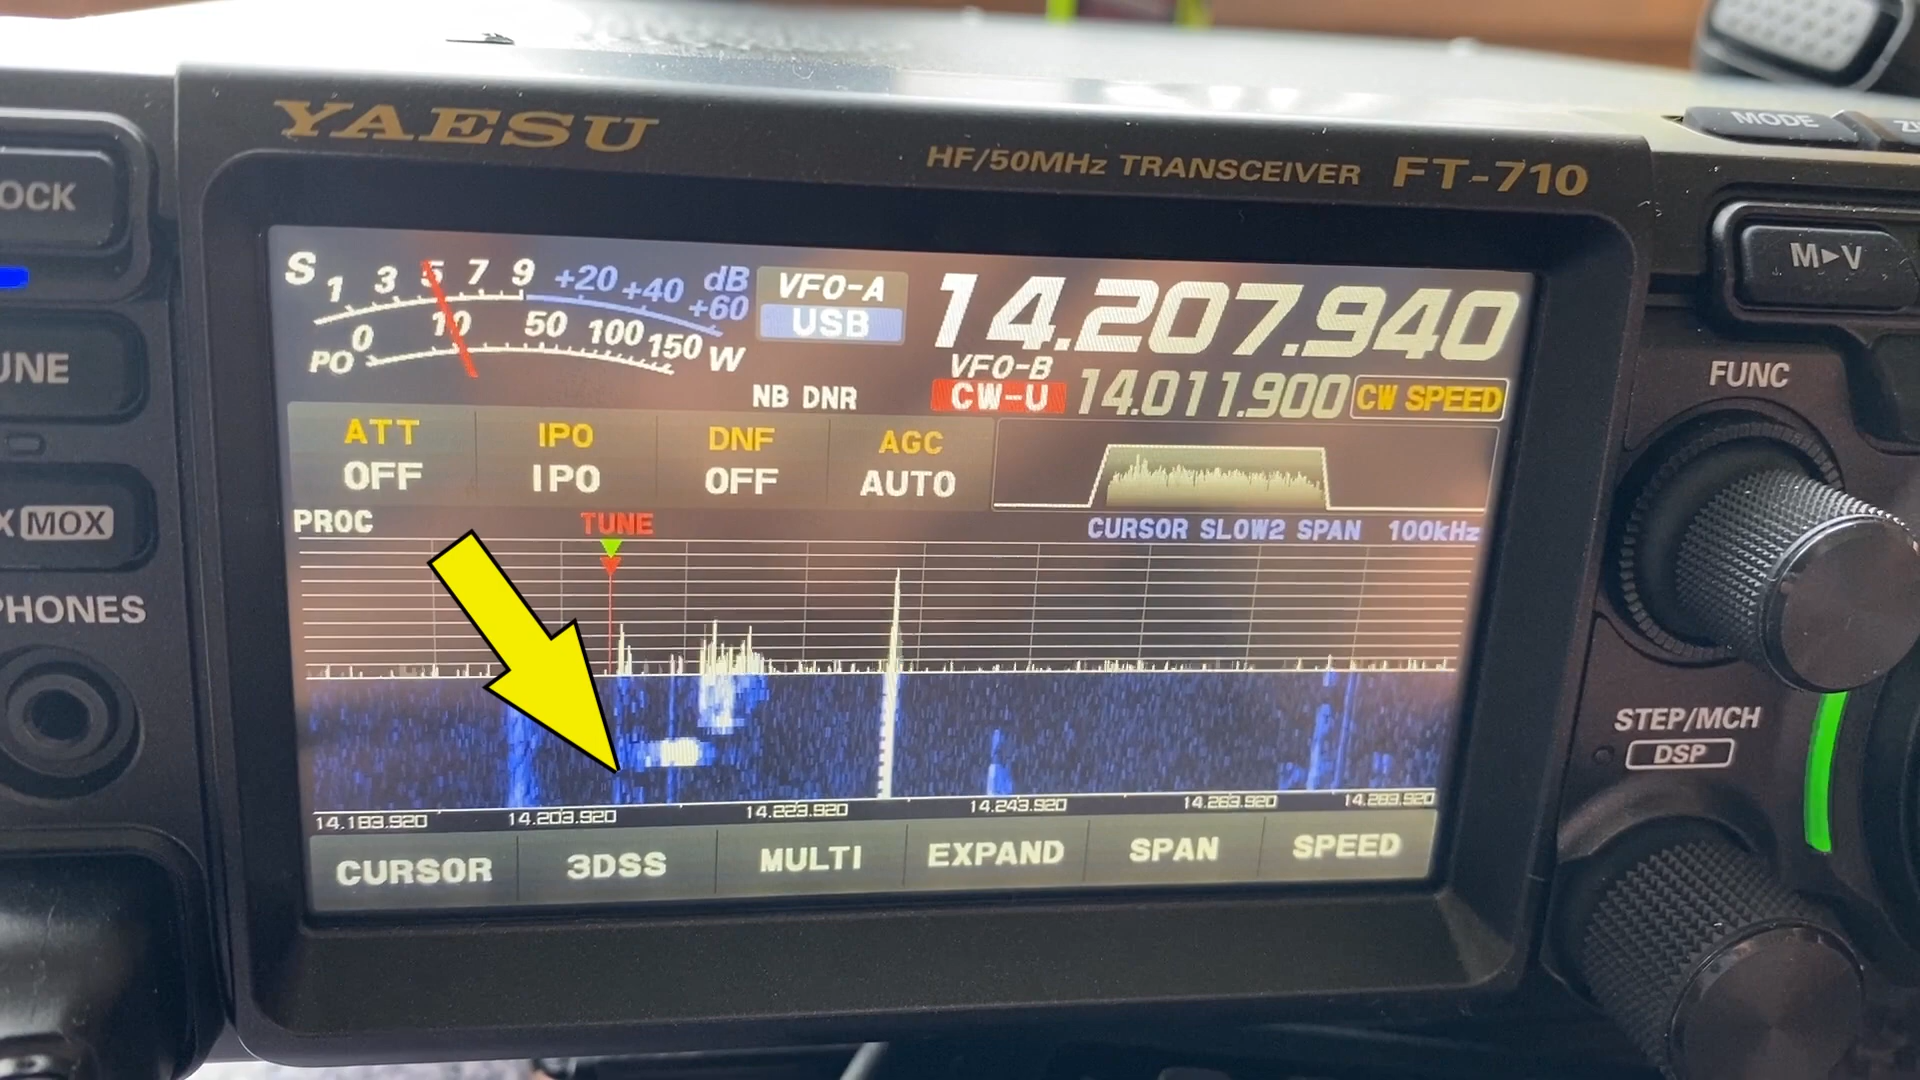 YAESU
HF/50MHz TRANSCEIVER FT-710
MODE
OCK
M►V
S 1 3 5 7 9 +20 +40 +60 dB
PO 0 10 50 100 150 W
VFO-A
USB
14.207.940
VFO-B
CW-U 14.011.900 CW SPEED
NB DNR
UNE
FUNC
ATT IPO DNF AGC
OFF IPO OFF AUTO
X MOX
PROC TUNE CURSOR SLOW2 SPAN 100kHz
PHONES
STEP/MCH
DSP
14.183.920 14.203.920 14.223.920 14.243.920 14.263.920 14.283.920
CURSOR 3DSS MULTI EXPAND SPAN SPEED